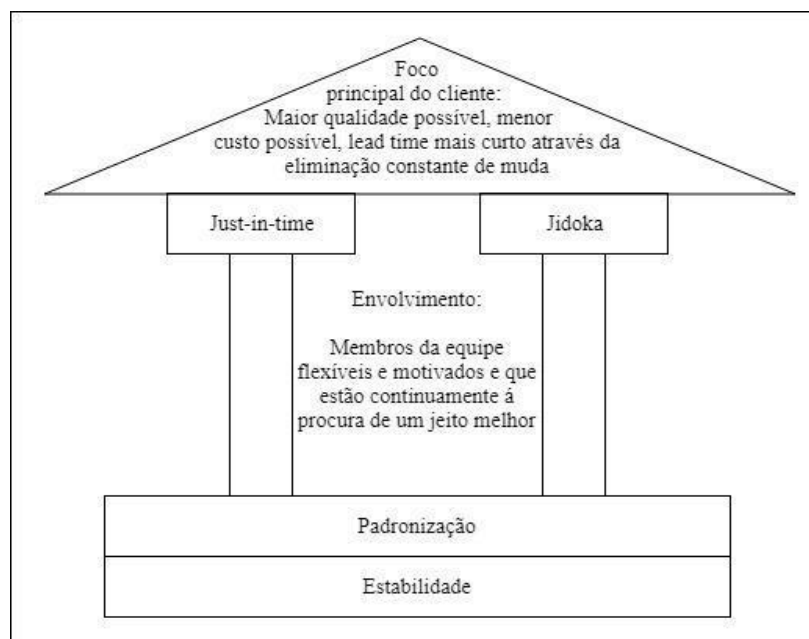 Foco
principal do cliente:
Maior qualidade possível, menor
custo possível, lead time mais curto através da
eliminação constante de muda
Just-in-time
Jidoka
Envolvimento:
Membros da equipe
flexíveis e motivados e que
estão continuamente á
procura de um jeito melhor
Padronização
Estabilidade